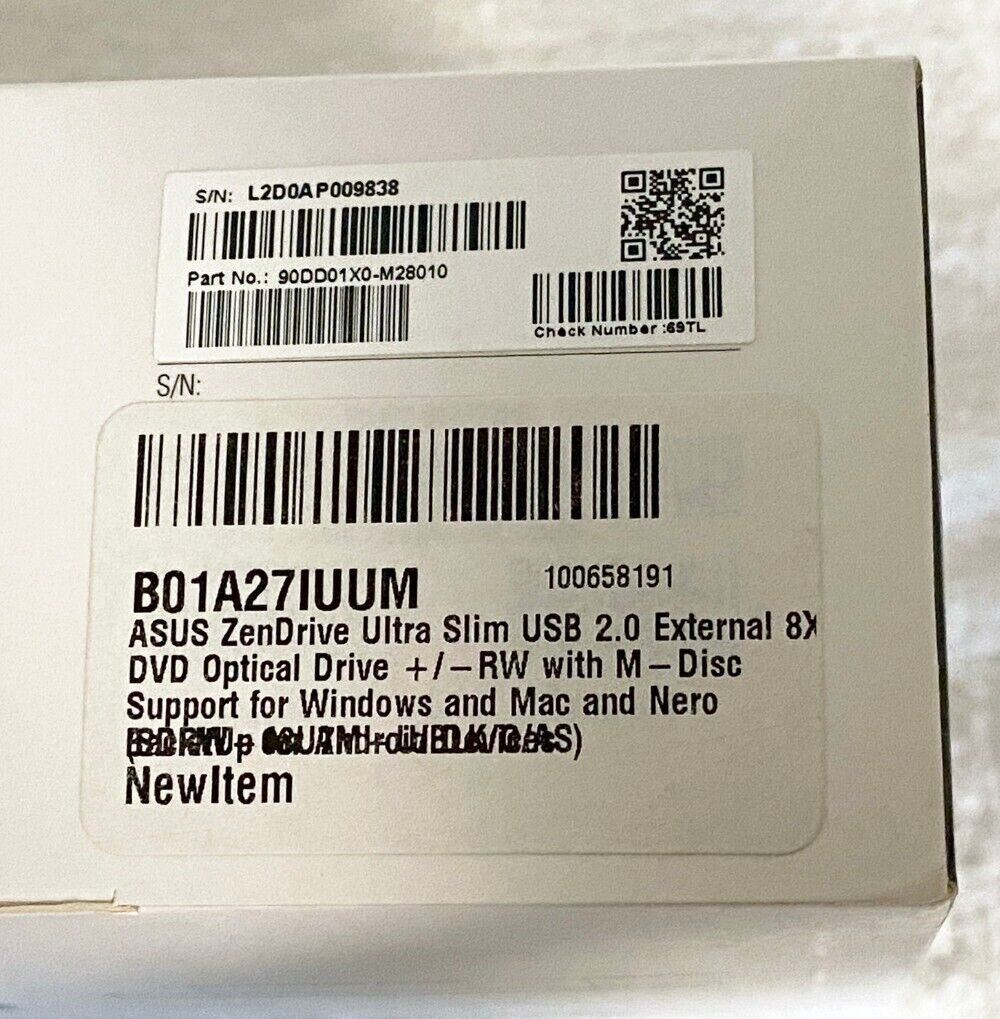 S/N: L2D0AP009838
Part No.: 90DD01X0-M28010
Check Number :69TL
S/N:
B01A27IUUM
100658191
ASUS ZenDrive Ultra Slim USB 2.0 External 8X
DVD Optical Drive +/-RW with M-Disc
Support for Windows and Mac and Nero
NewItem